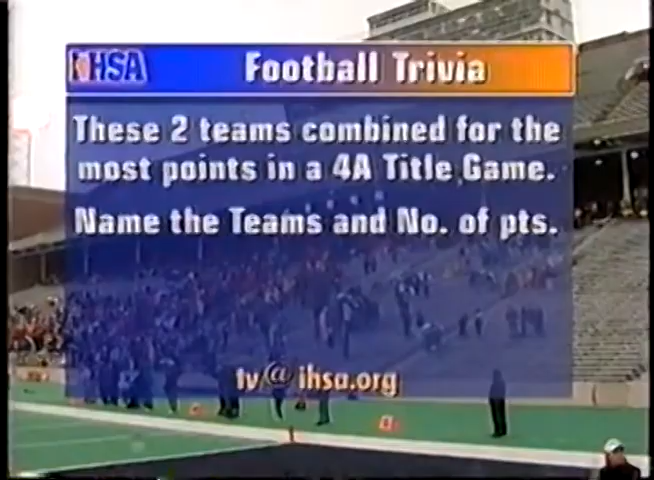 IHSA
Football Trivia
These 2 teams combined for the
most points in a 4A Title Game.
Name the Teams and No. of pts.
tv@ihsa.org